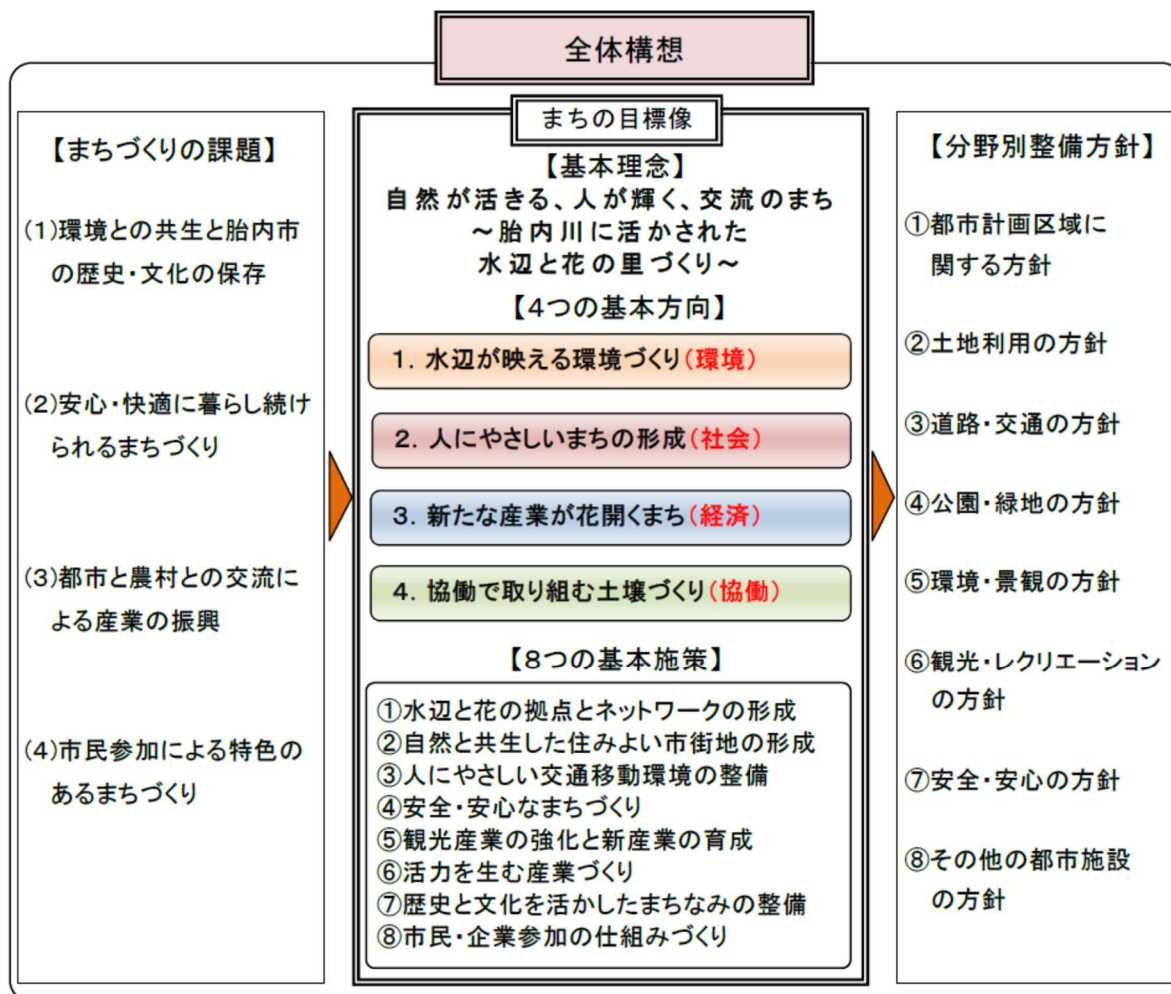 全体構想
【まちづくりの課題】
(1)環境との共生と胎内市
の歴史・文化の保存
(2)安心・快適に暮らし続け
られるまちづくり
(3)都市と農村との交流に
よる産業の振興
(4)市民参加による特色の
あるまちづくり
まちの目標像
【基本理念】
自然が活きる、人が輝く、交流のまち
～胎内川に活かされた
水辺と花の里づくり～
【4つの基本方向】
1. 水辺が映える環境づくり(環境)
2. 人にやさしいまちの形成(社会)
3. 新たな産業が花開くまち(経済)
4. 協働で取り組む土壌づくり(協働)
【8つの基本施策】
①水辺と花の拠点とネットワークの形成
②自然と共生した住みよい市街地の形成
③人にやさしい交通移動環境の整備
④安全・安心なまちづくり
⑤観光産業の強化と新産業の育成
⑥活力を生む産業づくり
⑦歴史と文化を活かしたまちなみの整備
⑧市民・企業参加の仕組みづくり
【分野別整備方針】
①都市計画区域に
関する方針
②土地利用の方針
③道路・交通の方針
④公園・緑地の方針
⑤環境・景観の方針
⑥観光・レクリエーション
の方針
⑦安全・安心の方針
⑧その他の都市施設
の方針